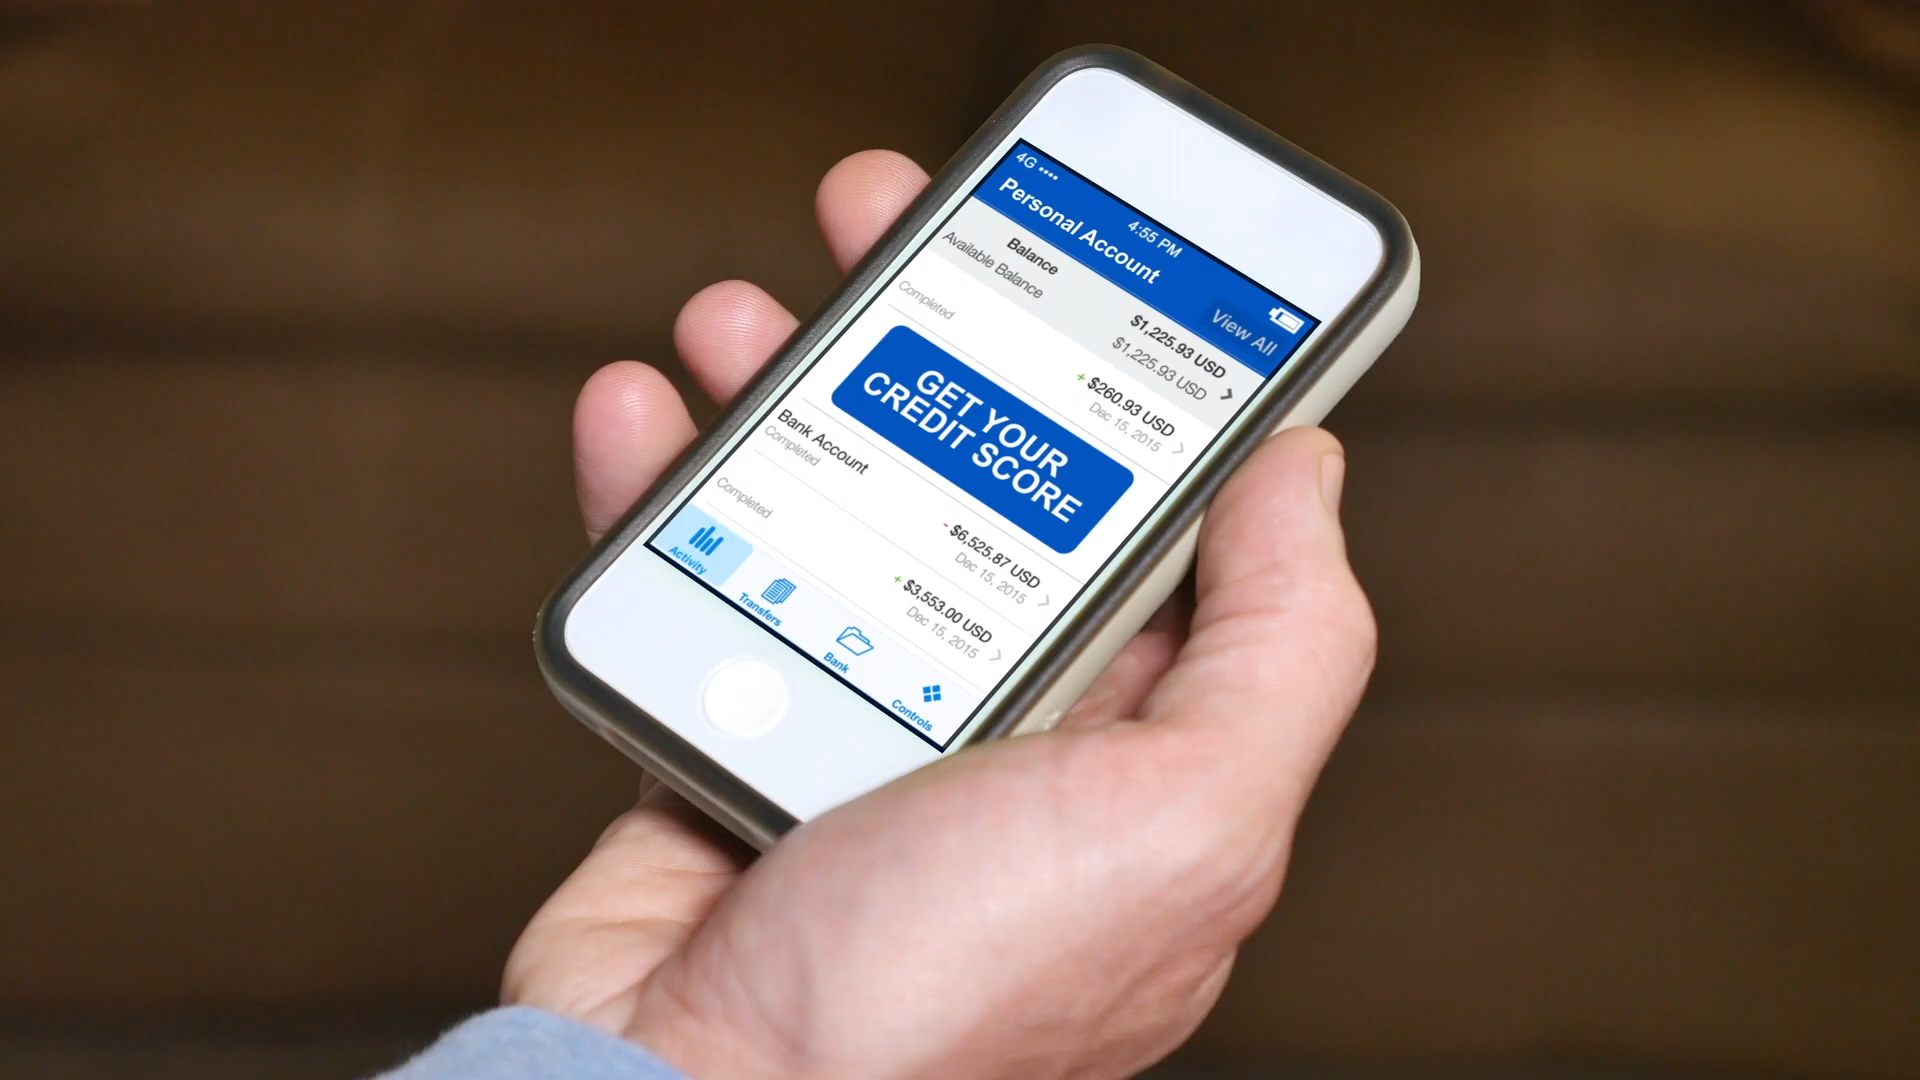 4G
4:55 PM
Personal Account
View All
Balance
$1,225.93 USD
Available Balance
$1,225.93 USD
+ $260.93 USD
Completed
Dec 15, 2015
GET YOUR
CREDIT SCORE
Bank Account
- $6,525.87 USD
Completed
Dec 15, 2015
+ $3,553.00 USD
Completed
Dec 15, 2015
Activity
Transfers
Bank
Controls